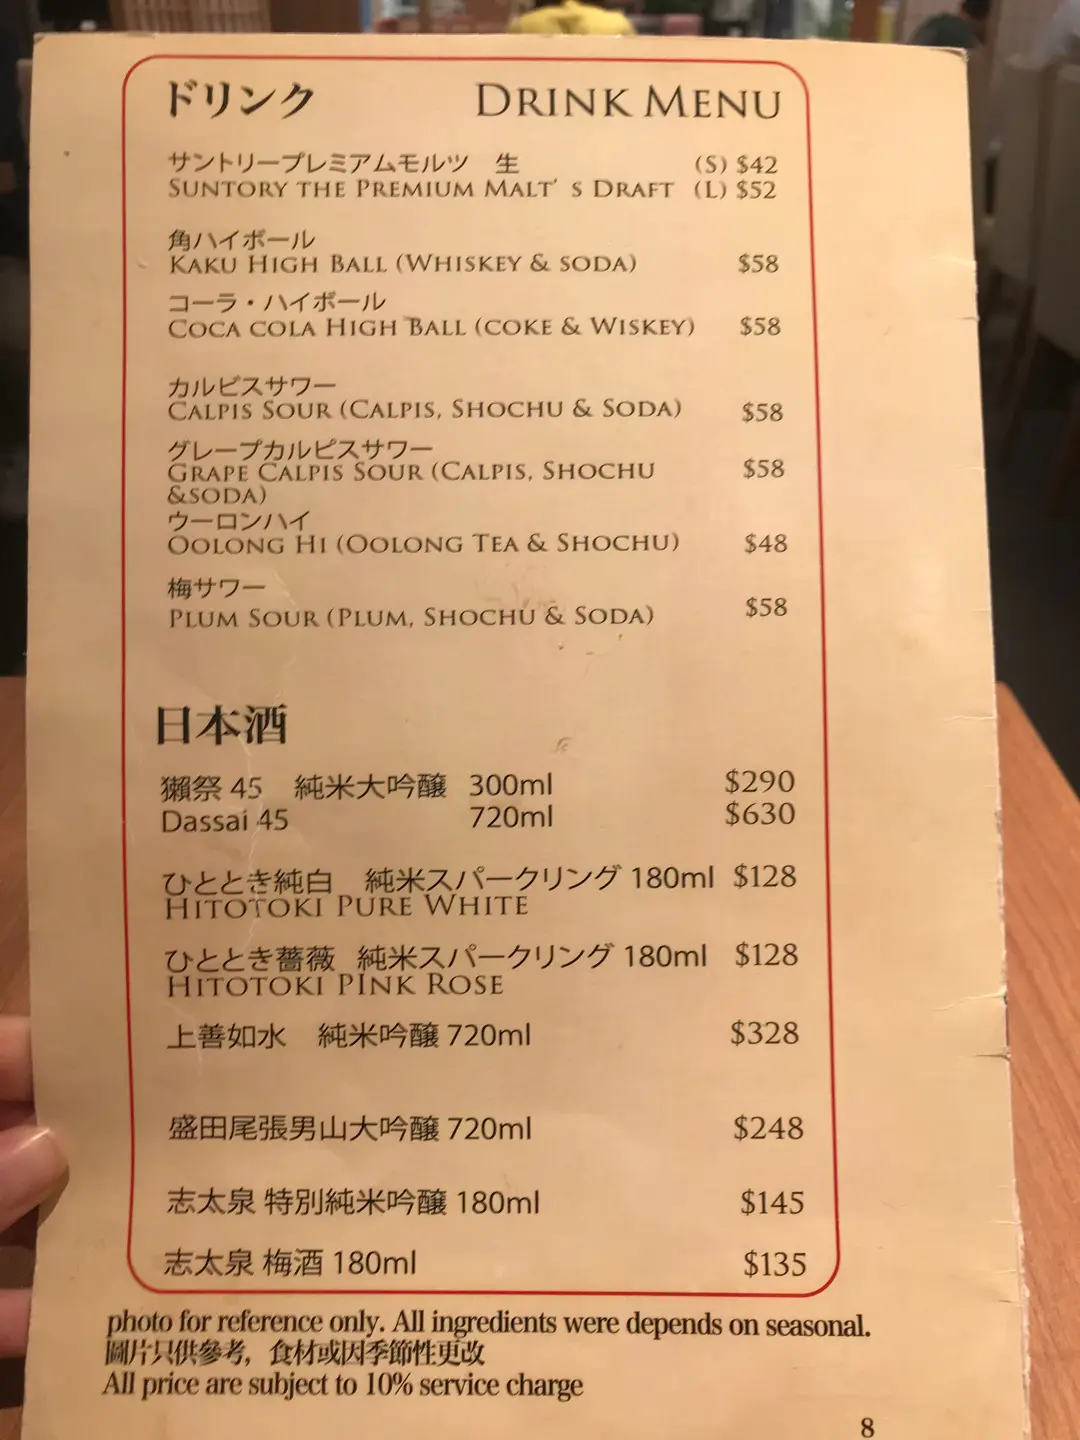 ドリンク DRINK MENU
サントリープレミアムモルツ 生 (S) $42
SUNTORY THE PREMIUM MALT' S DRAFT (L) $52
角ハイボール
KAKU HIGH BALL (WHISKEY & SODA) $58
コーラ・ハイボール
COCA COLA HIGH BALL (COKE & WISKEY) $58
カルピスサワー
CALPIS SOUR (CALPIS, SHOCHU & SODA) $58
グレープカルピスサワー
GRAPE CALPIS SOUR (CALPIS, SHOCHU $58
&SODA)
ウーロンハイ
OOLONG HI (OOLONG TEA & SHOCHU) $48
梅サワー
PLUM SOUR (PLUM, SHOCHU & SODA) $58
日本酒
獺祭 45 純米大吟醸 300ml $290
Dassai 45 720ml $630
ひととき純白 純米スパークリング 180ml $128
HITOTOKI PURE WHITE
ひととき薔薇 純米スパークリング 180ml $128
HITOTOKI PINK ROSE
上善如水 純米吟醸 720ml $328
盛田尾張男山大吟醸 720ml $248
志太泉 特別純米吟醸 180ml $145
志太泉 梅酒 180ml $135
photo for reference only. All ingredients were depends on seasonal.
圖片只供參考，食材或因季節性更改
All price are subject to 10% service charge
8